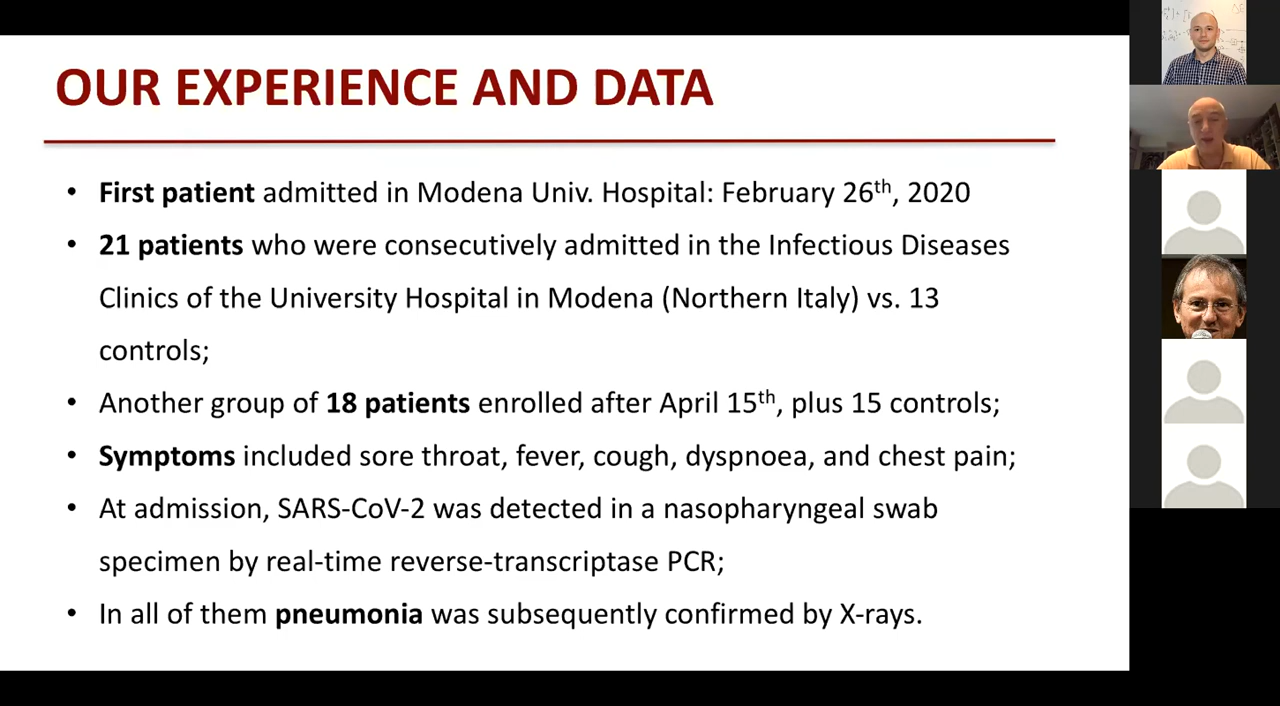 OUR EXPERIENCE AND DATA
• First patient admitted in Modena Univ. Hospital: February 26th, 2020
• 21 patients who were consecutively admitted in the Infectious Diseases
Clinics of the University Hospital in Modena (Northern Italy) vs. 13
controls;
• Another group of 18 patients enrolled after April 15th, plus 15 controls;
• Symptoms included sore throat, fever, cough, dyspnoea, and chest pain;
• At admission, SARS-CoV-2 was detected in a nasopharyngeal swab
specimen by real-time reverse-transcriptase PCR;
• In all of them pneumonia was subsequently confirmed by X-rays.